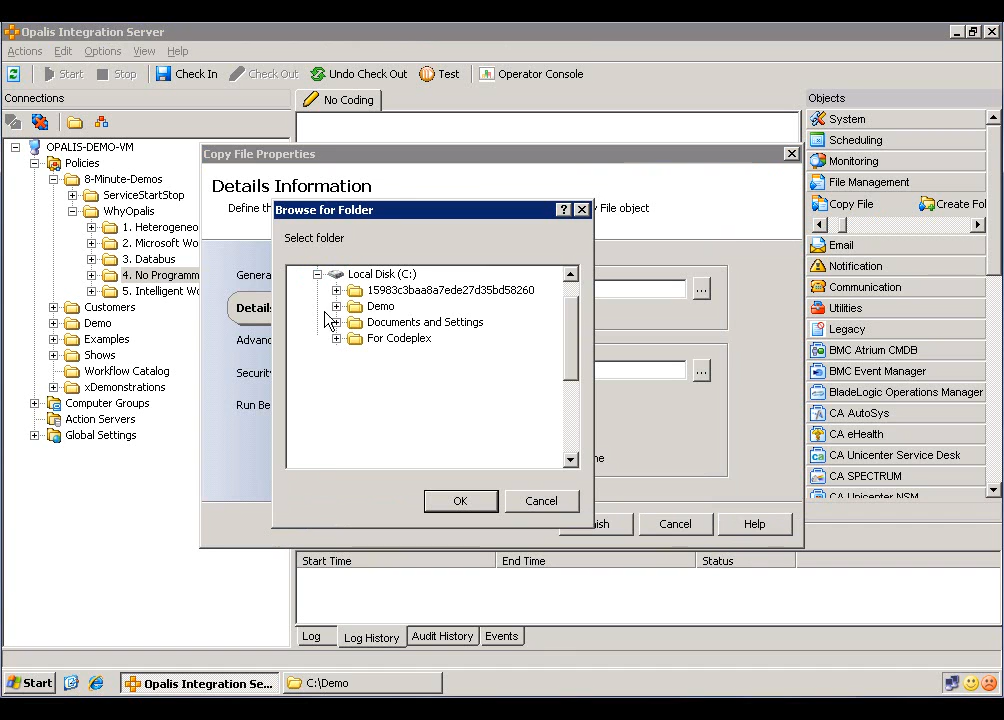 Opalis Integration Server
Actions Edit Options View Help
Start Stop Check In Check Out Undo Check Out Test Operator Console
Connections
OPALIS-DEMO-VM
Policies
8-Minute-Demos
ServiceStartStop
WhyOpalis
1. Heterogeneo
2. Microsoft Wo
3. Databus
4. No Programm
5. Intelligent Wo
Customers
Demo
Examples
Shows
Workflow Catalog
xDemonstrations
Computer Groups
Action Servers
Global Settings
No Coding
Copy File Properties
Details Information
Define th
y File object
Genera
Detail
Advanc
Security
Run Be
...
...
me
ish Cancel Help
Browse for Folder
Select folder
Local Disk (C:)
15983c3baa8a7ede27d35bd58260
Demo
Documents and Settings
For Codeplex
OK Cancel
Objects
System
Scheduling
Monitoring
File Management
Copy File Create Fol
Email
Notification
Communication
Utilities
Legacy
BMC Atrium CMDB
BMC Event Manager
BladeLogic Operations Manager
CA AutoSys
CA eHealth
CA Unicenter Service Desk
CA SPECTRUM
CA Unicenter NSM
Start Time End Time Status
Log Log History Audit History Events
Start Opalis Integration Se... C:\Demo